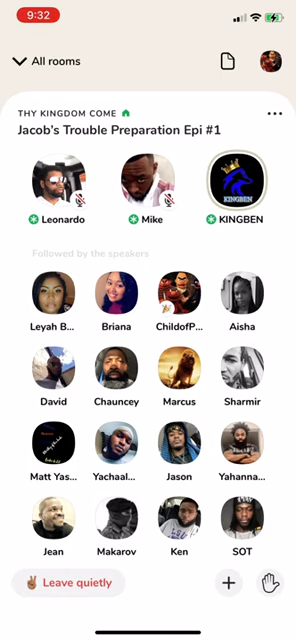 9:32
All rooms
THY KINGDOM COME
Jacob's Trouble Preparation Epi #1
KINGBEN
Leonardo Mike KINGBEN
Followed by the speakers
Leyah B... Briana ChildofP... Aisha
David Chauncey Marcus Sharmir
Matt Yas... Yachaal... Jason Yahanna...
Jean Makarov Ken SOT
Leave quietly